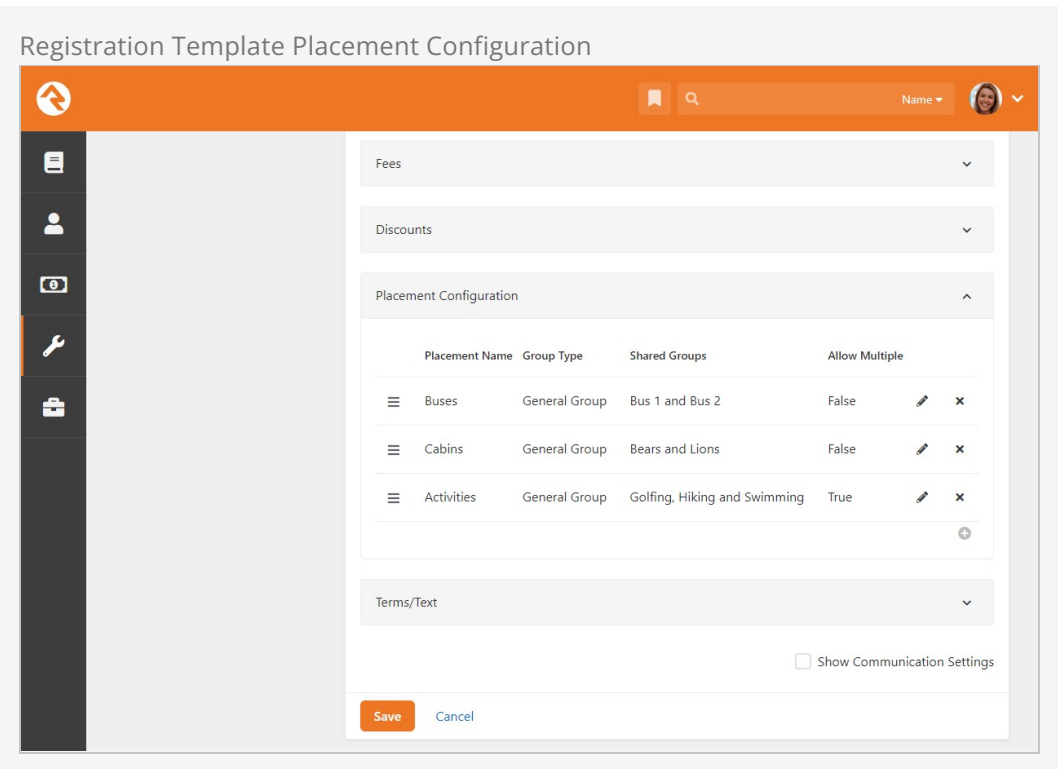 Registration Template Placement Configuration
Name
Fees
Discounts
Placement Configuration
Placement Name Group Type Shared Groups Allow Multiple
Buses General Group Bus 1 and Bus 2 False
Cabins General Group Bears and Lions False
Activities General Group Golfing, Hiking and Swimming True
Terms/Text
Show Communication Settings
Save Cancel